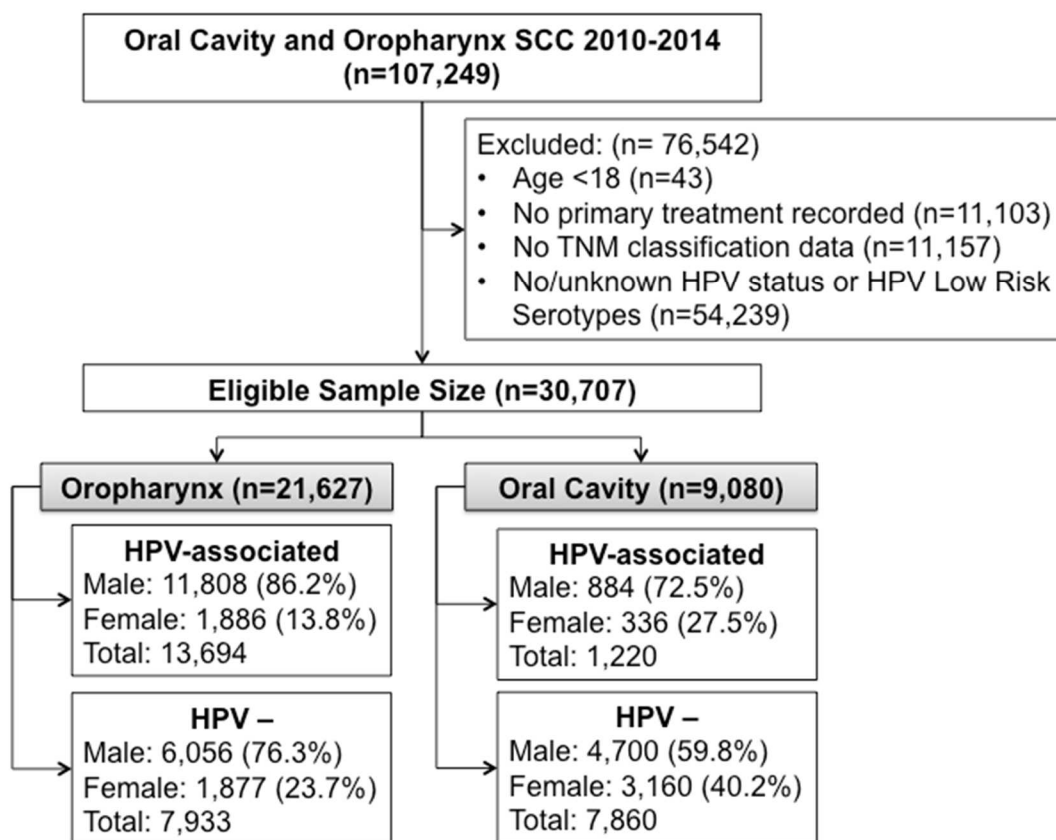 Oral Cavity and Oropharynx SCC 2010-2014
(n=107,249)
Excluded: (n= 76,542)
• Age <18 (n=43)
• No primary treatment recorded (n=11,103)
• No TNM classification data (n=11,157)
• No/unknown HPV status or HPV Low Risk
Serotypes (n=54,239)
Eligible Sample Size (n=30,707)
Oropharynx (n=21,627)
HPV-associated
Male: 11,808 (86.2%)
Female: 1,886 (13.8%)
Total: 13,694
HPV –
Male: 6,056 (76.3%)
Female: 1,877 (23.7%)
Total: 7,933
Oral Cavity (n=9,080)
HPV-associated
Male: 884 (72.5%)
Female: 336 (27.5%)
Total: 1,220
HPV –
Male: 4,700 (59.8%)
Female: 3,160 (40.2%)
Total: 7,860